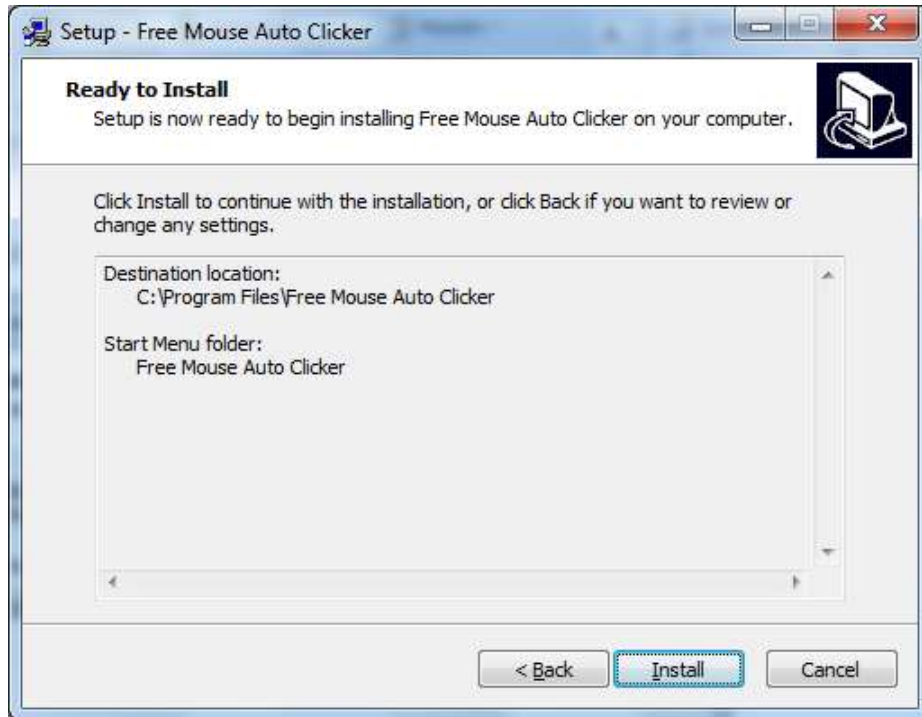 Setup - Free Mouse Auto Clicker
Ready to Install
Setup is now ready to begin installing Free Mouse Auto Clicker on your computer.
Click Install to continue with the installation, or click Back if you want to review or
change any settings.
Destination location:
C:\Program Files\Free Mouse Auto Clicker
Start Menu folder:
Free Mouse Auto Clicker
< Back
Install
Cancel